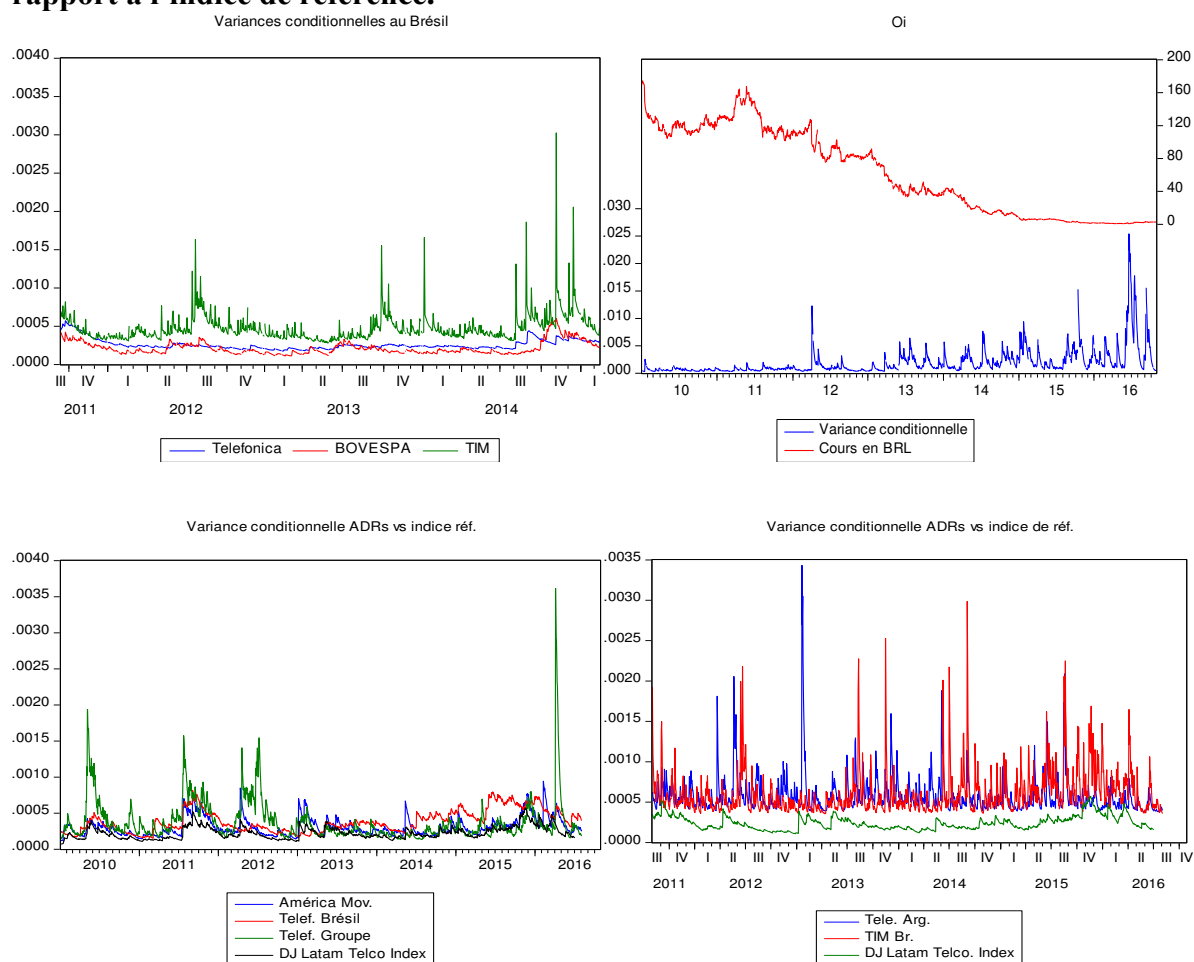 rapport à l'indice de référence.
Variances conditionnelles au Brésil
.0040
.0035
.0030
.0025
.0020
.0015
.0010
.0005
.0000
III IV I II III IV I II III IV I II III IV I
2011 2012 2013 2014
Telefonica BOVESPA TIM
Oi
200
160
120
80
40
0
.030
.025
.020
.015
.010
.005
.000
10 11 12 13 14 15 16
Variance conditionnelle
Cours en BRL
Variance conditionnelle ADRs vs indice réf.
.0040
.0035
.0030
.0025
.0020
.0015
.0010
.0005
.0000
2010 2011 2012 2013 2014 2015 2016
América Mov.
Telef. Brésil
Telef. Groupe
DJ Latam Telco Index
Variance conditionnelle ADRs vs indice de réf.
.0035
.0030
.0025
.0020
.0015
.0010
.0005
.0000
III IV I II III IV I II III IV I II III IV I II III IV I II III IV
2011 2012 2013 2014 2015 2016
Tele. Arg.
TIM Br.
DJ Latam Telco. Index